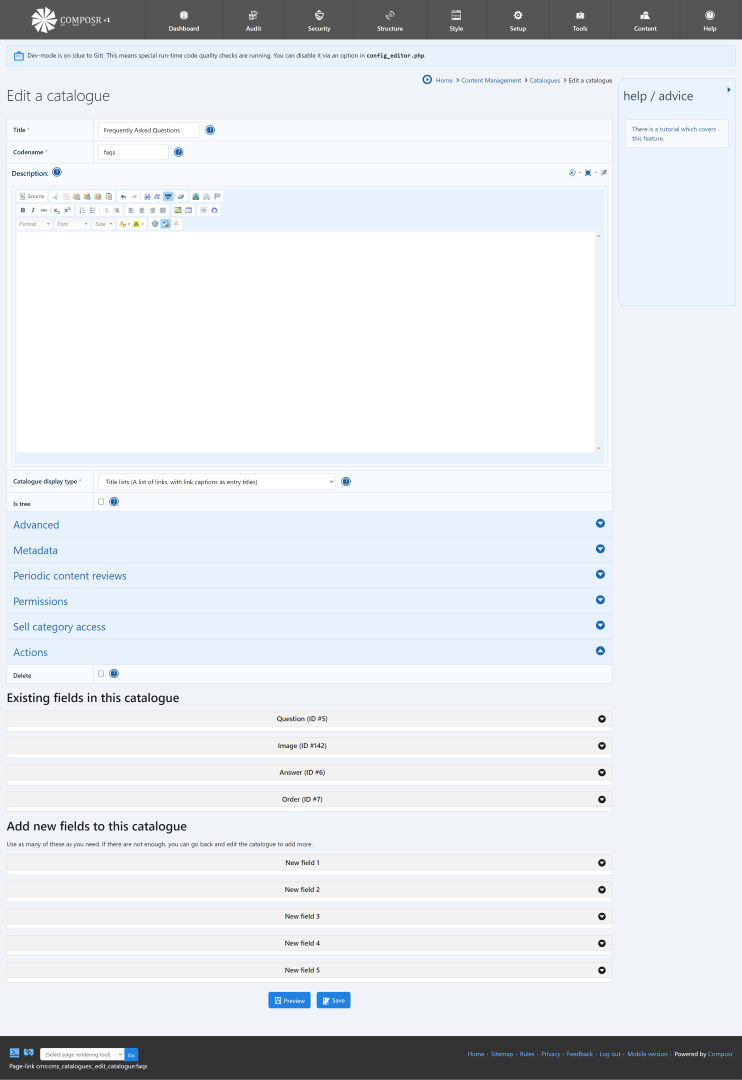 COMPOSR +1
Dashboard
Audit
Security
Structure
Style
Setup
Tools
Content
Help
Dev-mode is on (due to Git). This means special run-time code quality checks are running. You can disable it via an option in config_editor.php.
Home > Content Management > Catalogues > Edit a catalogue
Edit a catalogue
help / advice
There is a tutorial which covers
this feature.
Title *
Frequently Asked Questions
Codename *
faqs
Description:
Source
Format
Font
Size
Catalogue display type *
Title lists (A list of links, with link captions as entry titles)
Is tree
Advanced
Metadata
Periodic content reviews
Permissions
Sell category access
Actions
Delete
Existing fields in this catalogue
Question (ID #5)
Image (ID #142)
Answer (ID #6)
Order (ID #7)
Add new fields to this catalogue
Use as many of these as you need. If there are not enough, you can go back and edit the catalogue to add more.
New field 1
New field 2
New field 3
New field 4
New field 5
Preview
Save
(Select page rendering tool)
Go
Home - Sitemap - Rules - Privacy - Feedback - Log out - Mobile version - Powered by Composr
Page-link cms:cms_catalogues:_edit_catalogue:faqs